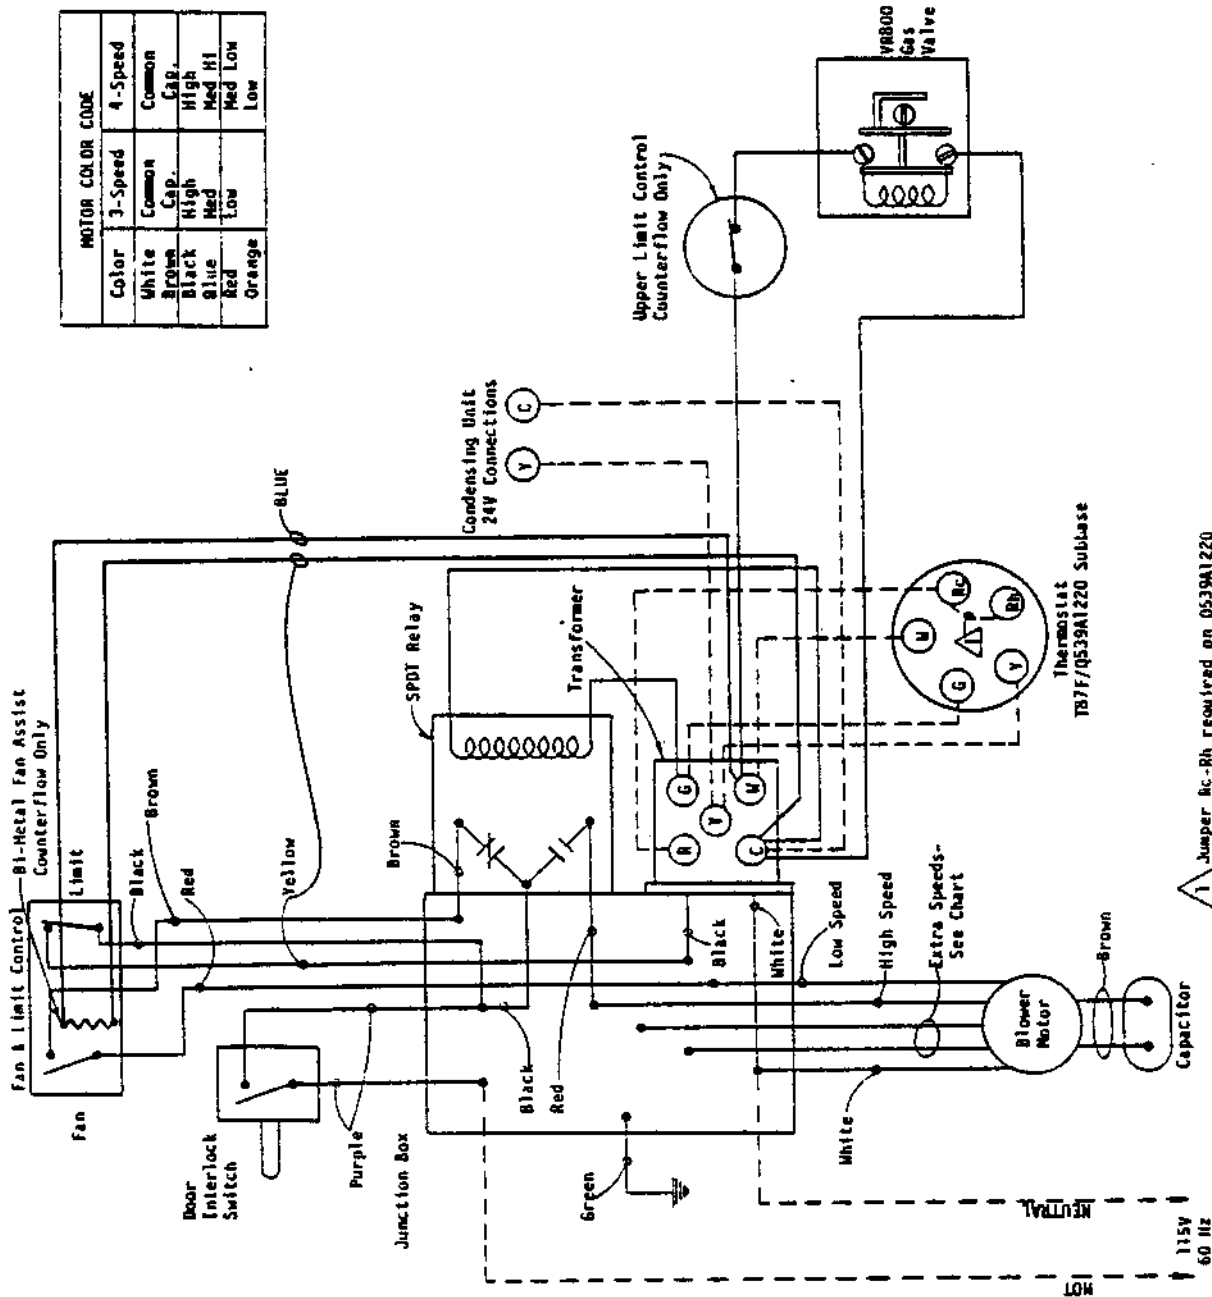 MOTOR COLOR CODE
Color 3-Speed 4-Speed
White Common Common
Brown Cap. Cap.
Black High High
Blue Med Med Hi
Red Low Med Low
Orange Low
VR800
Gas
Valve
Upper Limit Control
Counterflow Only
Condensing Unit
24V Connections
Y
C
BLUE
Fan & Limit Control
Bi-Metal Fan Assist
Counterflow Only
Limit
Fan
Black
Brown
Red
Yellow
SPDT Relay
Brown
Transformer
G
R
Y
W
C
Door
Interlock
Switch
Purple
Junction Box
Black
Red
Black
White
Green
Low Speed
High Speed
Extra Speeds-
See Chart
White
Blower
Motor
Brown
Capacitor
Rc
Rh
W
G
Y
1
Thermostat
T87F/Q539A1220 Subbase
1 Jumper Rc-Rh required on Q539A1220
HOT
NEUTRAL
115V
60 Hz